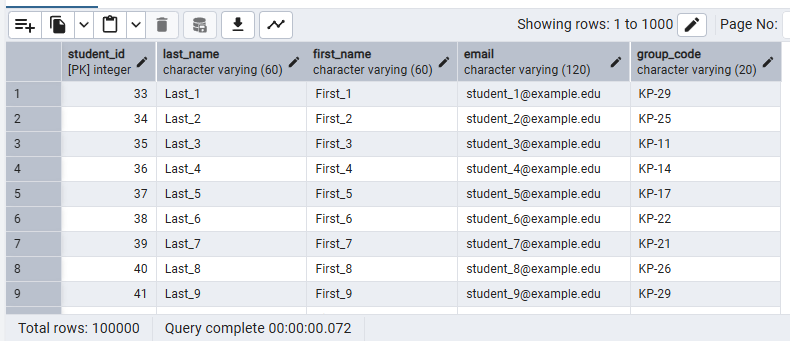 Showing rows: 1 to 1000 Page No:
student_id last_name first_name email group_code
[PK] integer character varying (60) character varying (60) character varying (120) character varying (20)
1 33 Last_1 First_1 student_1@example.edu KP-29
2 34 Last_2 First_2 student_2@example.edu KP-25
3 35 Last_3 First_3 student_3@example.edu KP-11
4 36 Last_4 First_4 student_4@example.edu KP-14
5 37 Last_5 First_5 student_5@example.edu KP-17
6 38 Last_6 First_6 student_6@example.edu KP-22
7 39 Last_7 First_7 student_7@example.edu KP-21
8 40 Last_8 First_8 student_8@example.edu KP-26
9 41 Last_9 First_9 student_9@example.edu KP-29
Total rows: 100000 Query complete 00:00:00.072